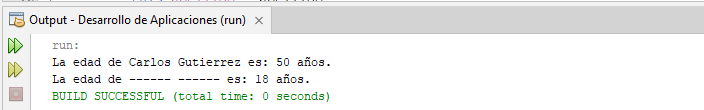 Output - Desarrollo de Aplicaciones (run)
run:
La edad de Carlos Gutierrez es: 50 años.
La edad de ------ ------ es: 18 años.
BUILD SUCCESSFUL (total time: 0 seconds)